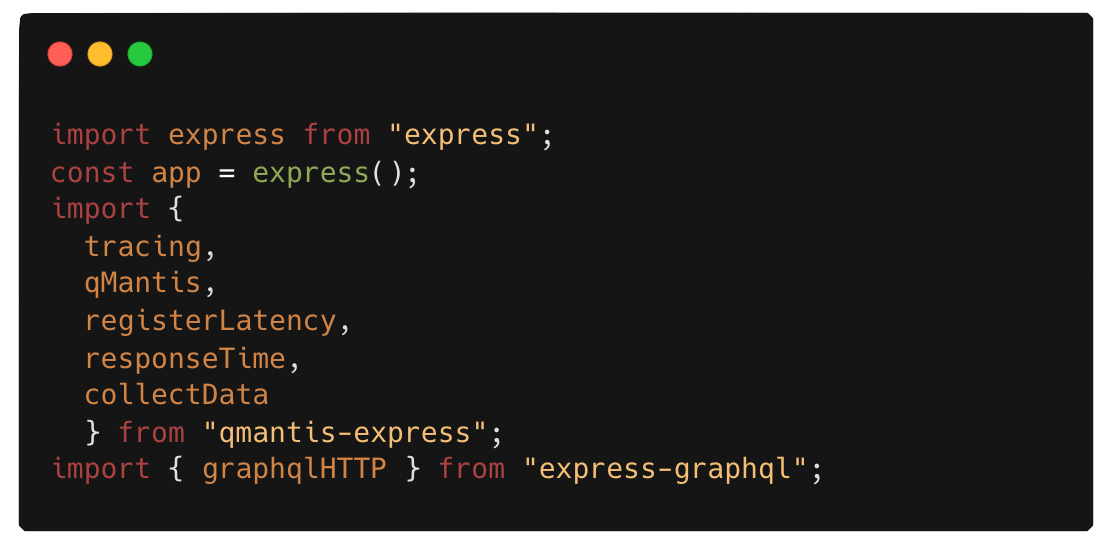 import express from "express";
const app = express();
import {
  tracing,
  qMantis,
  registerLatency,
  responseTime,
  collectData
  } from "qmantis-express";
import { graphqlHTTP } from "express-graphql";